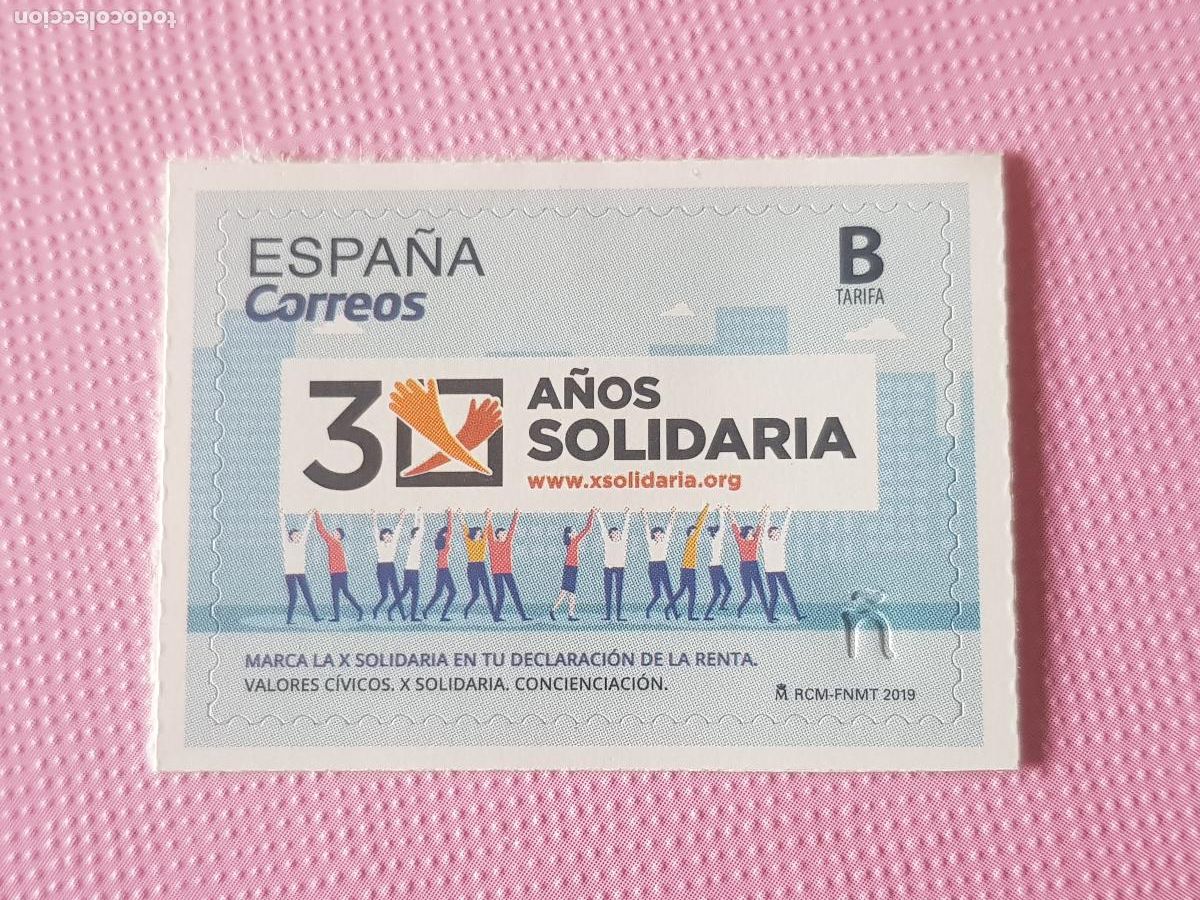 todocoleccion
ESPAÑA
Correos
B
TARIFA
30 AÑOS
SOLIDARIA
www.xsolidaria.org
ñ
MARCA LA X SOLIDARIA EN TU DECLARACIÓN DE LA RENTA.
VALORES CÍVICOS. X SOLIDARIA. CONCIENCIACIÓN.
RCM-FNMT 2019